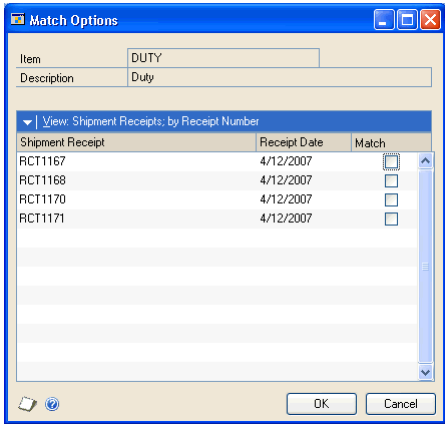 Match Options
Item DUTY
Description Duty
View: Shipment Receipts; by Receipt Number
Shipment Receipt Receipt Date Match
RCT1167 4/12/2007
RCT1168 4/12/2007
RCT1170 4/12/2007
RCT1171 4/12/2007
OK Cancel